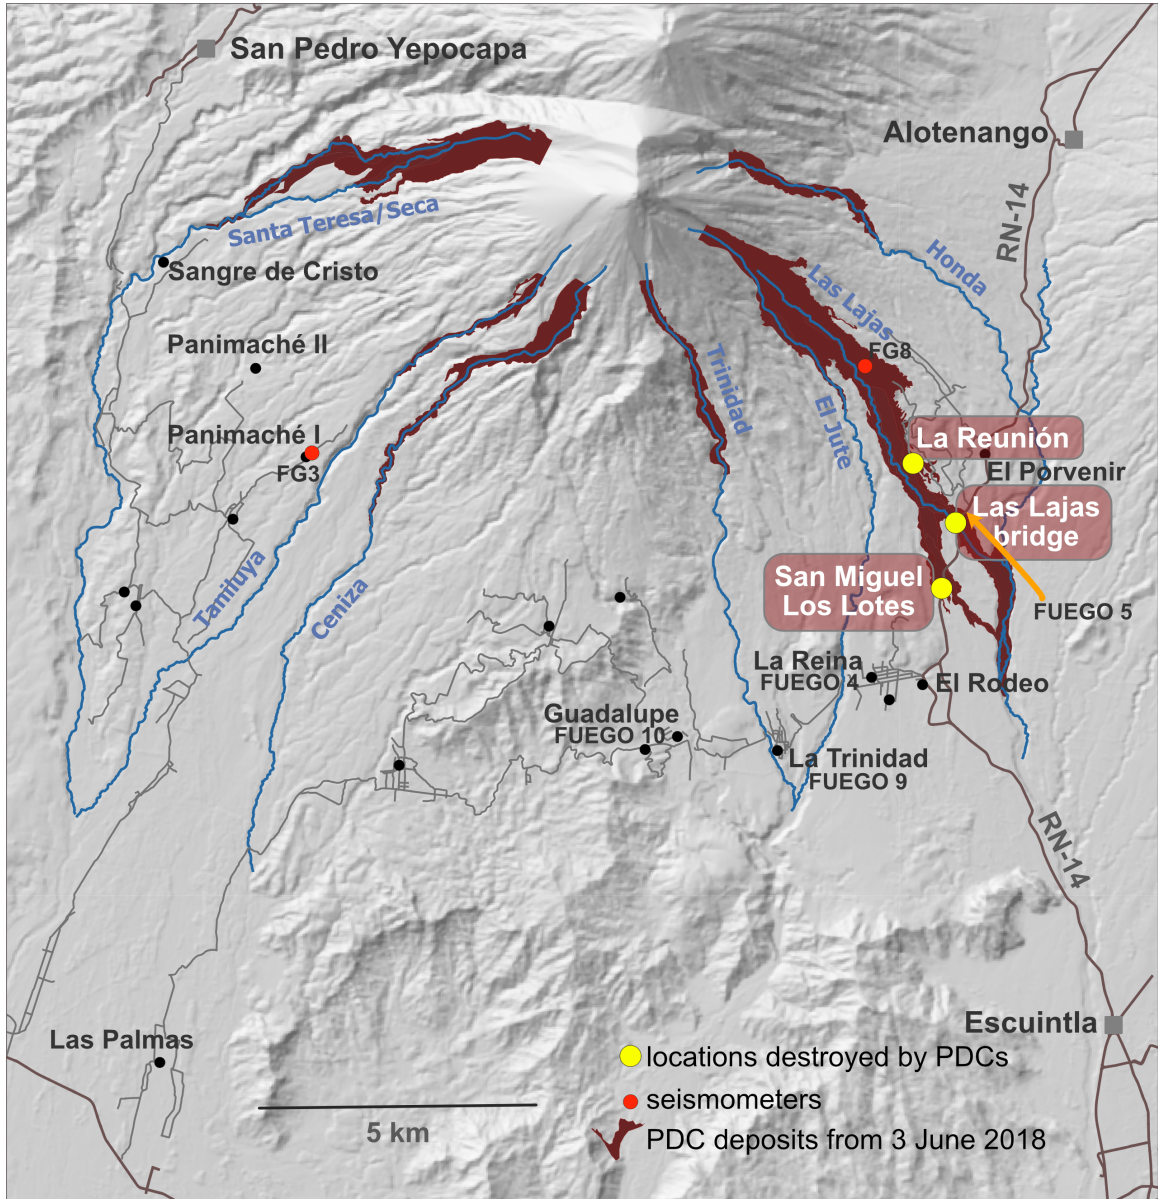 San Pedro Yepocapa
Alotenango
RN-14
Santa Teresa/Seca
Honda
Sangre de Cristo
Las Lajas
Panimaché II
FG8
Trinidad
El Jute
Panimaché I
FG3
La Reunión
El Porvenir
Las Lajas
bridge
San Miguel
Los Lotes
Taniluya
Ceniza
FUEGO 5
La Reina
FUEGO 4
El Rodeo
Guadalupe
FUEGO 10
La Trinidad
FUEGO 9
RN-14
Escuintla
Las Palmas
locations destroyed by PDCs
seismometers
5 km
PDC deposits from 3 June 2018